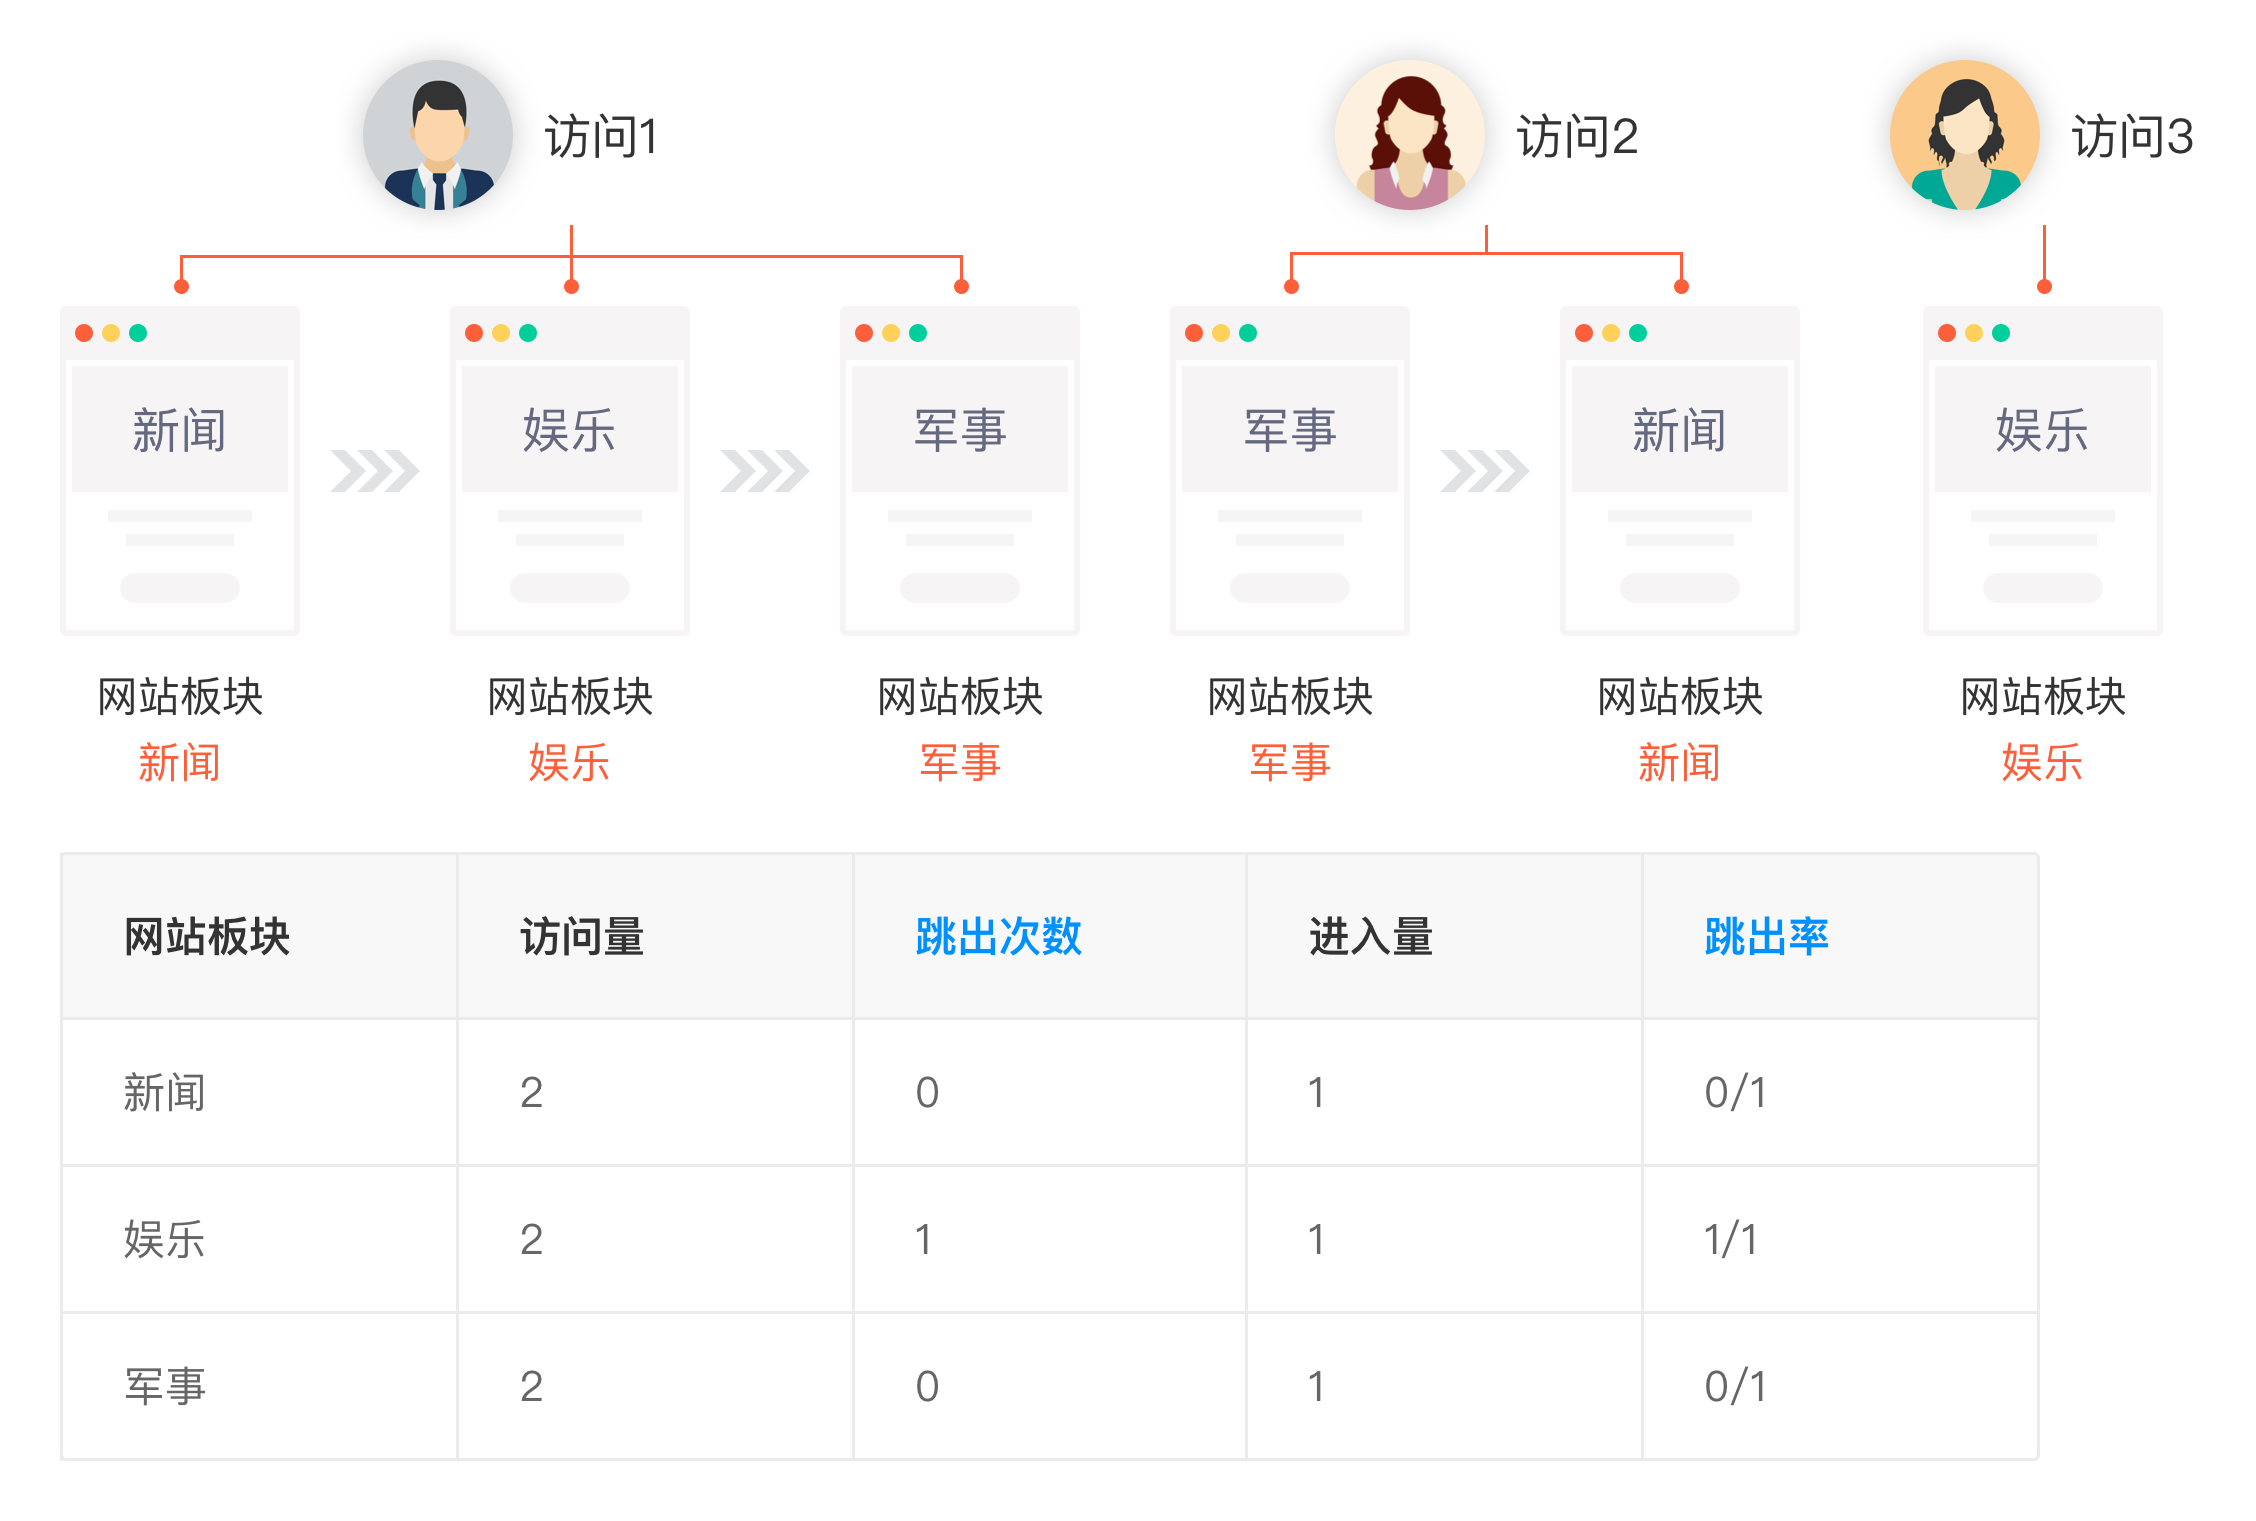 访问1
访问2
访问3
新闻
娱乐
军事
军事
新闻
娱乐
网站板块
新闻
网站板块
娱乐
网站板块
军事
网站板块
军事
网站板块
新闻
网站板块
娱乐
网站板块 访问量 跳出次数 进入量 跳出率
新闻 2 0 1 0/1
娱乐 2 1 1 1/1
军事 2 0 1 0/1